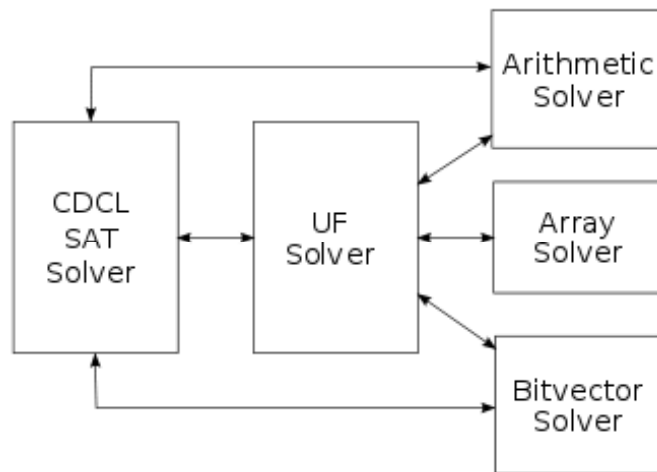 CDCL
SAT
Solver
UF
Solver
Arithmetic
Solver
Array
Solver
Bitvector
Solver